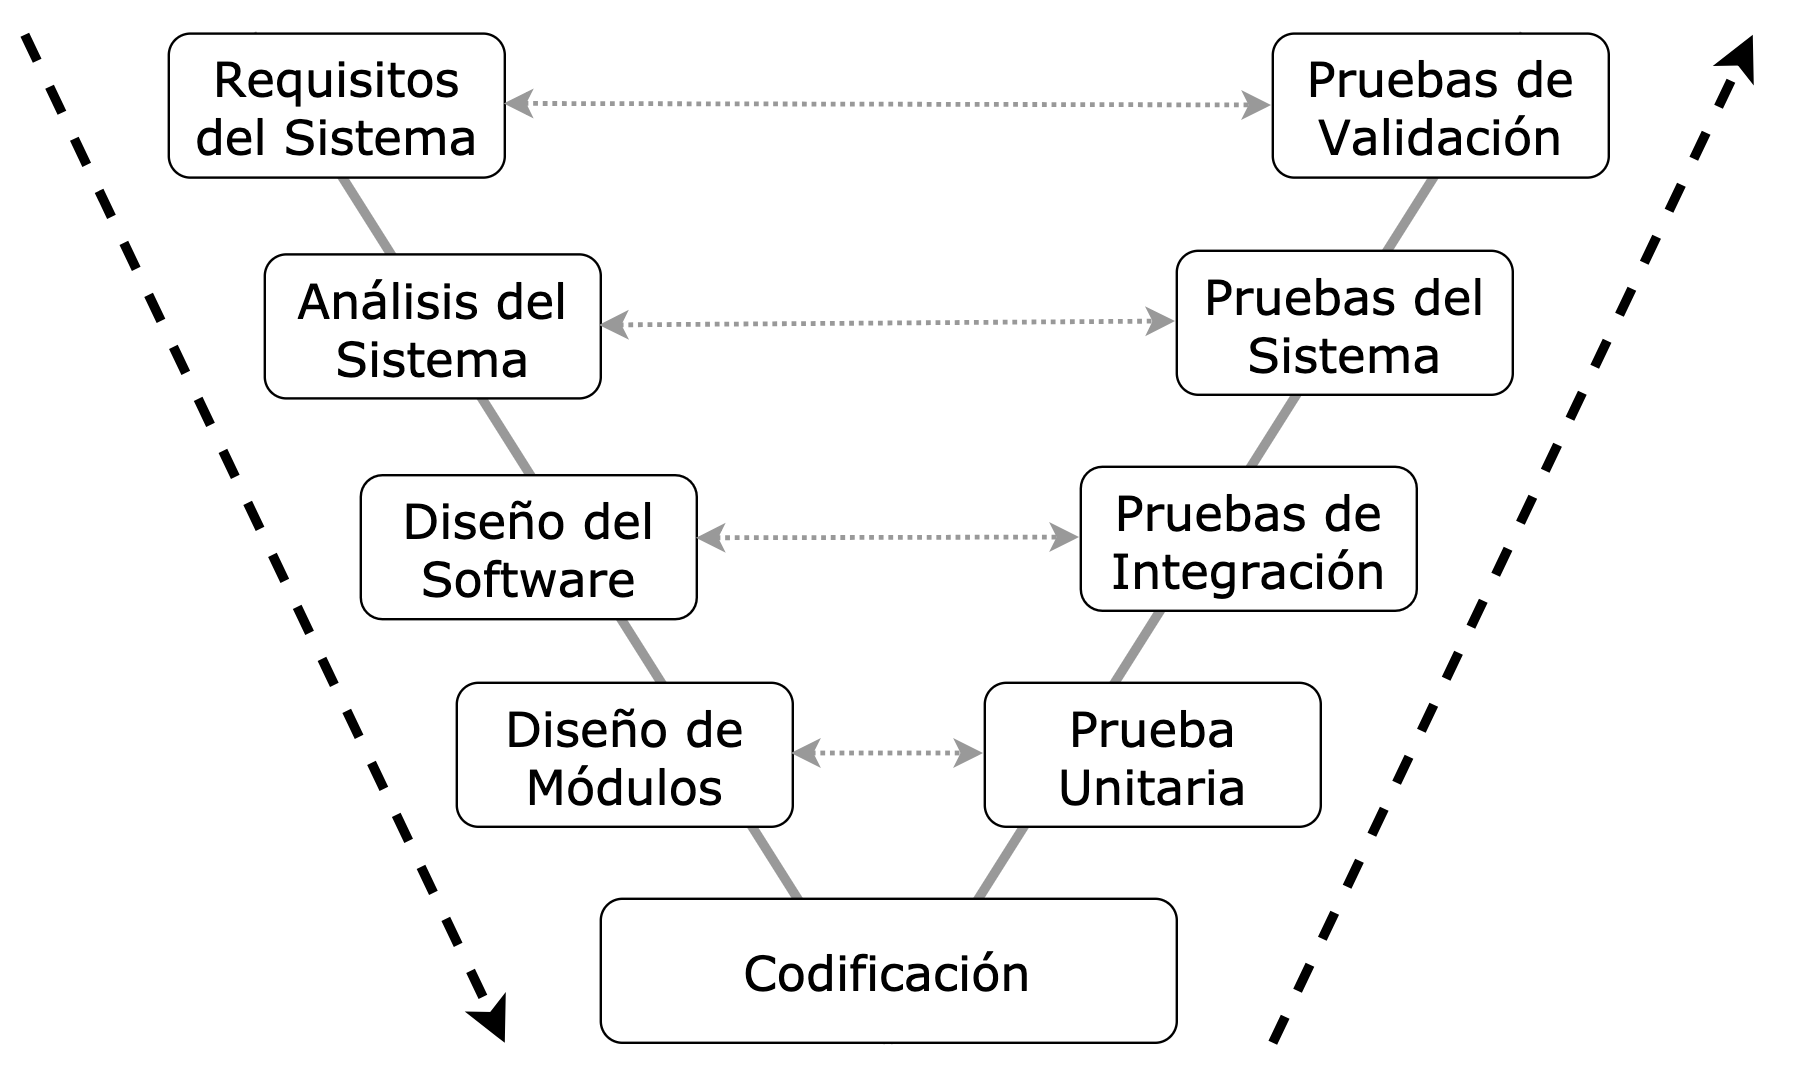 Requisitos
del Sistema
Pruebas de
Validación
Análisis del
Sistema
Pruebas del
Sistema
Diseño del
Software
Pruebas de
Integración
Diseño de
Módulos
Prueba
Unitaria
Codificación